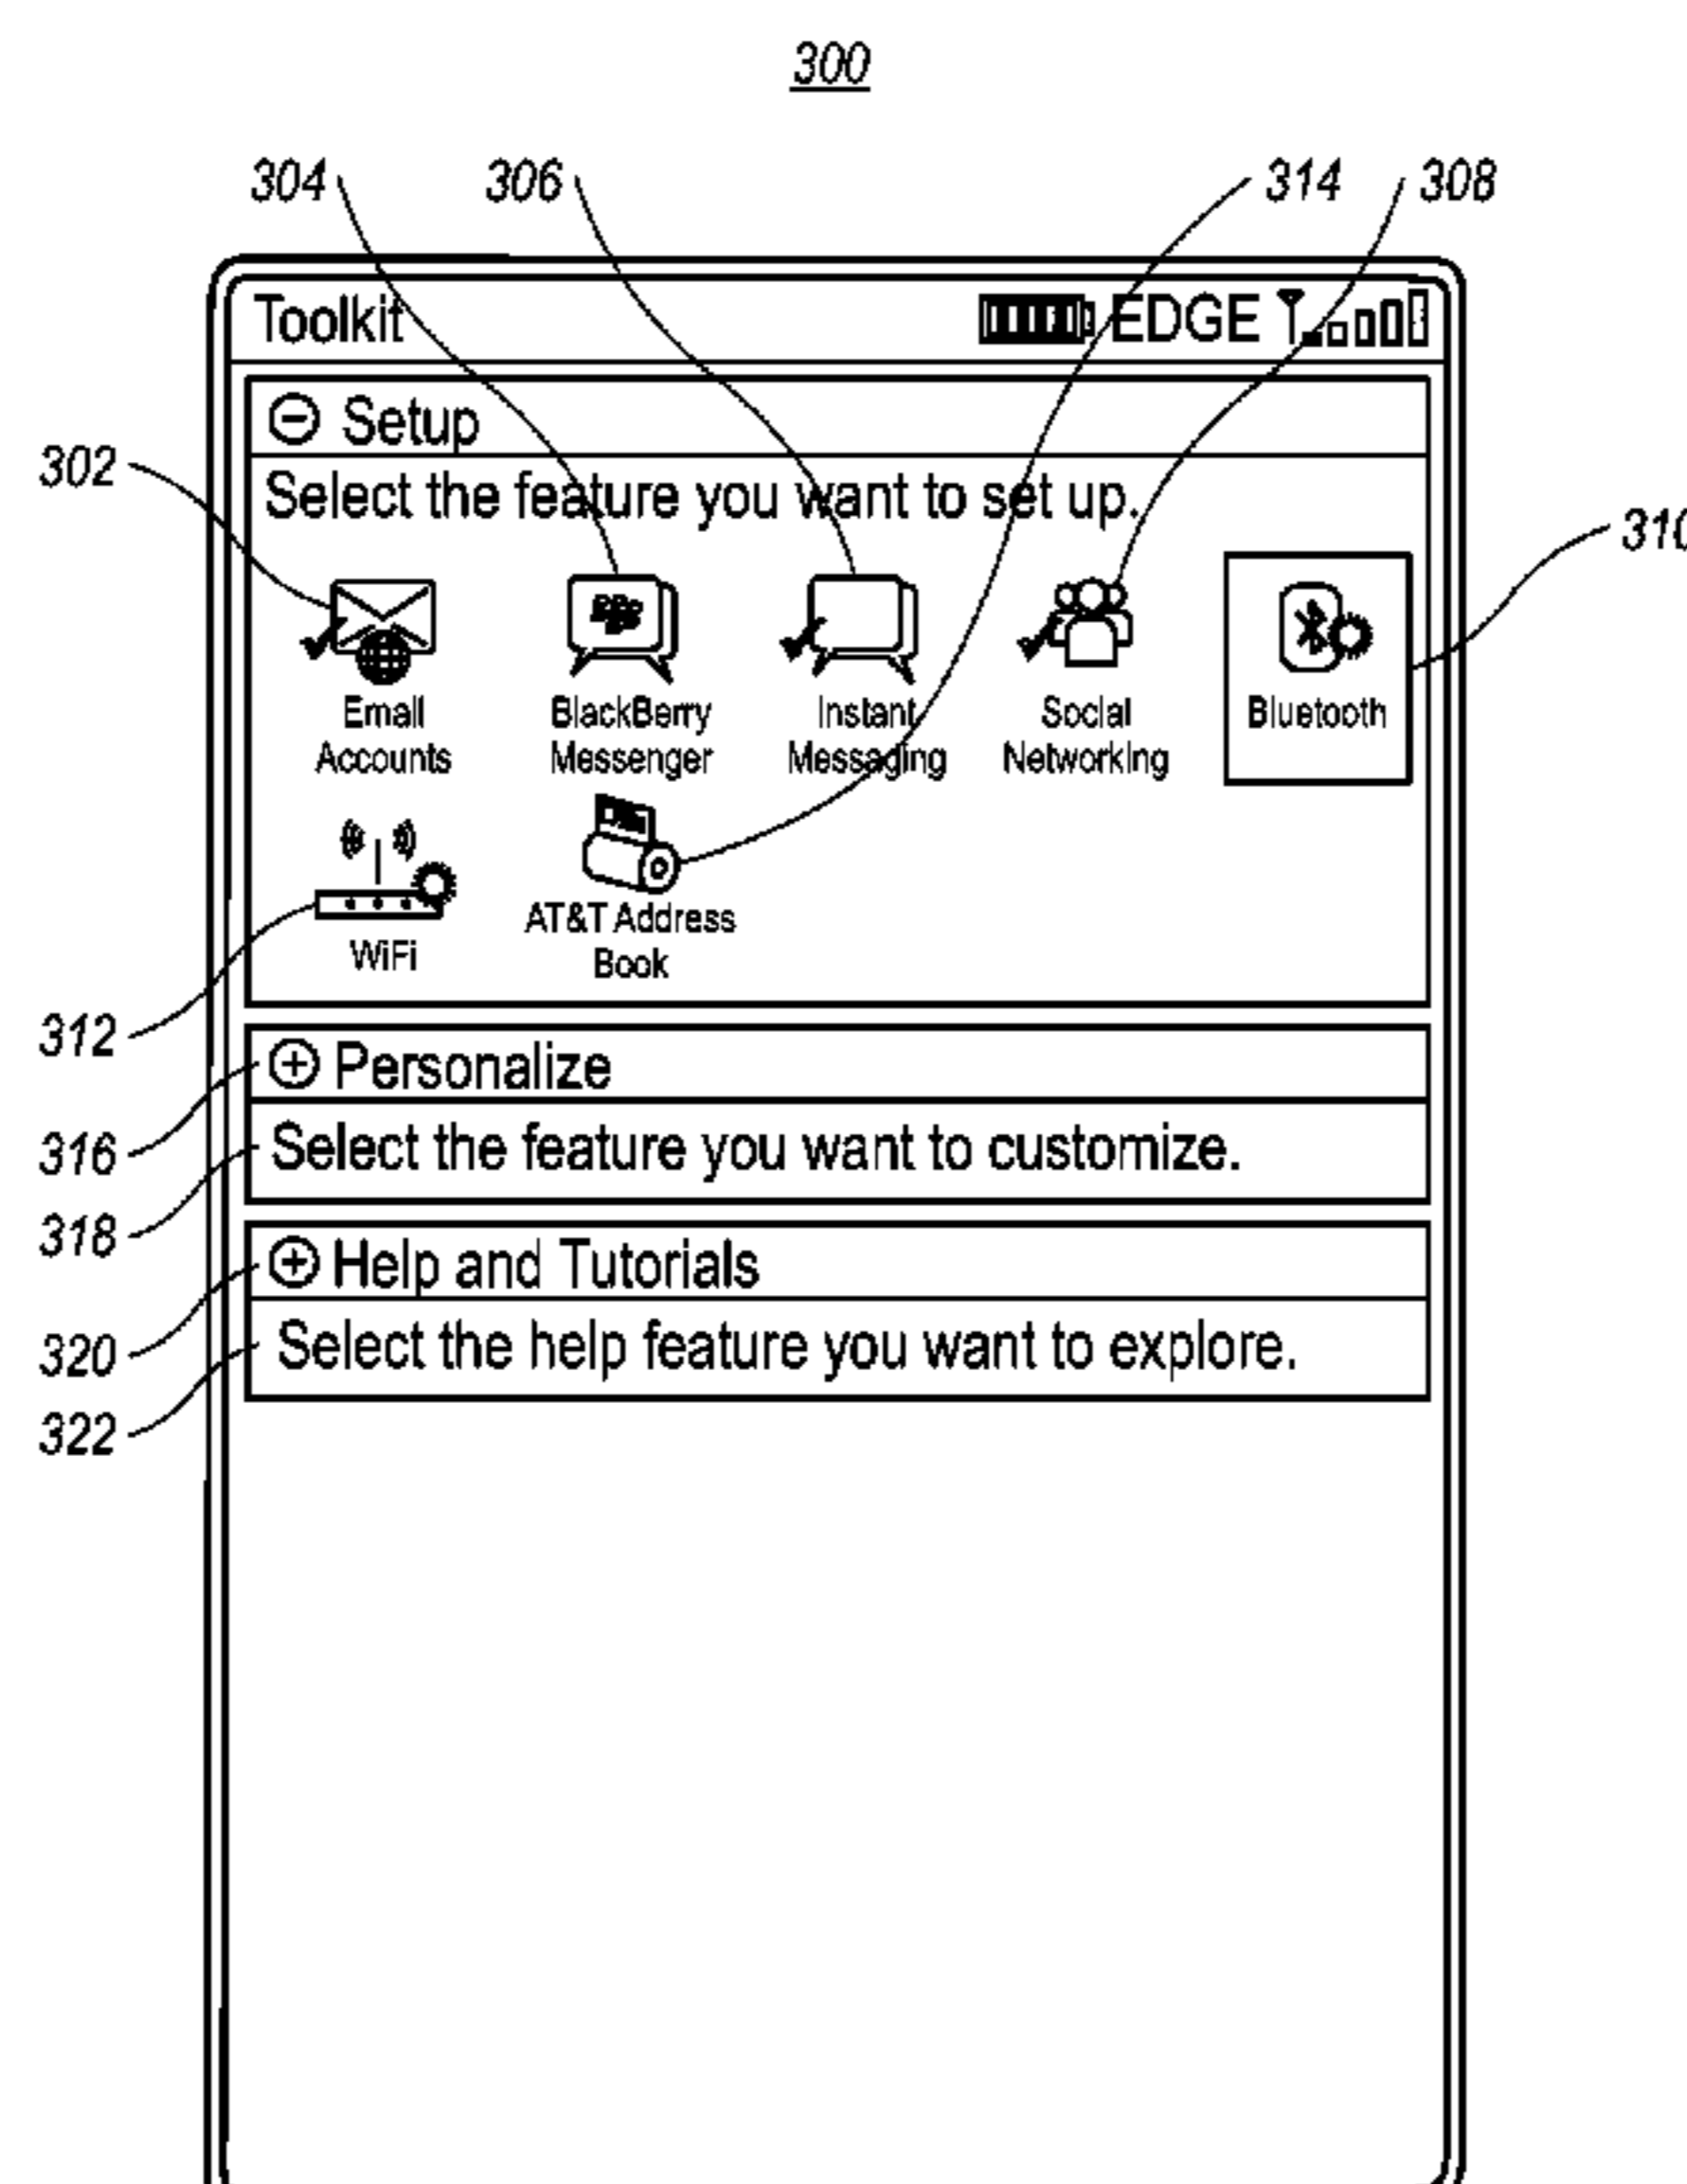 300
304 306 314 308
Toolkit EDGE
Setup
302
Select the feature you want to set up.
310
Email Accounts
BlackBerry Messenger
Instant Messaging
Social Networking
Bluetooth
WiFi
AT&T Address Book
312
Personalize
316
Select the feature you want to customize.
318
Help and Tutorials
320
Select the help feature you want to explore.
322